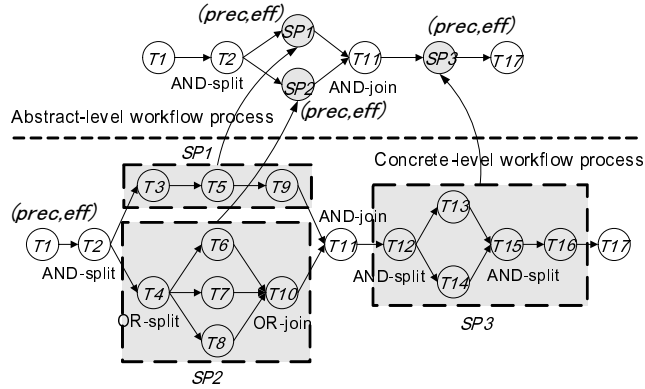 (prec,eff)
(prec,eff)
SP1
T1
T2
T11
SP3
T17
AND-split
SP2
AND-join
(prec,eff)
Abstract-level workflow process
SP1
Concrete-level workflow process
T3
T5
T9
(prec,eff)
T13
AND-join
T6
T1
T2
T11
T12
T15
T16
T17
AND-split
AND-split
AND-split
T4
T7
T10
T14
OR-split
OR-join
T8
SP3
SP2